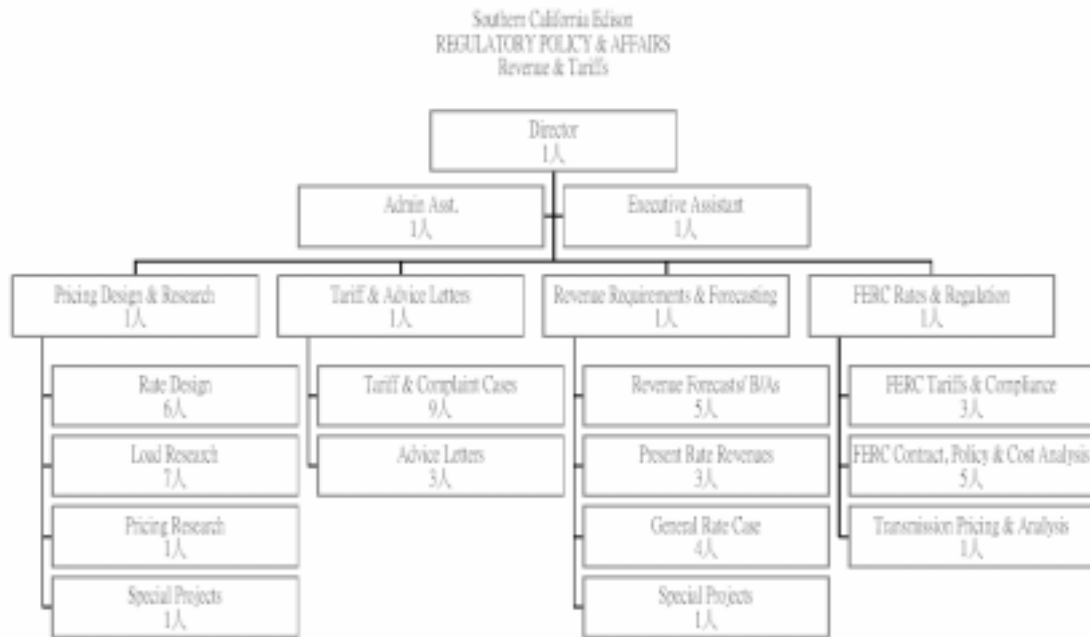 Southern California Edison
REGULATORY POLICY & AFFAIRS
Revenue & Tariffs
Director
1人
Admin Asst.
1人
Executive Assistant
1人
Pricing Design & Research
1人
Tariff & Advice Letters
1人
Revenue Requirements & Forecasting
1人
FERC Rates & Regulation
1人
Rate Design
6人
Load Research
7人
Pricing Research
1人
Special Projects
1人
Tariff & Complaint Cases
9人
Advice Letters
3人
Revenue Forecasts/ B/As
5人
Present Rate Revenues
3人
General Rate Case
4人
Special Projects
1人
FERC Tariffs & Compliance
3人
FERC Contract, Policy & Cost Analysis
5人
Transmission Pricing & Analysis
1人